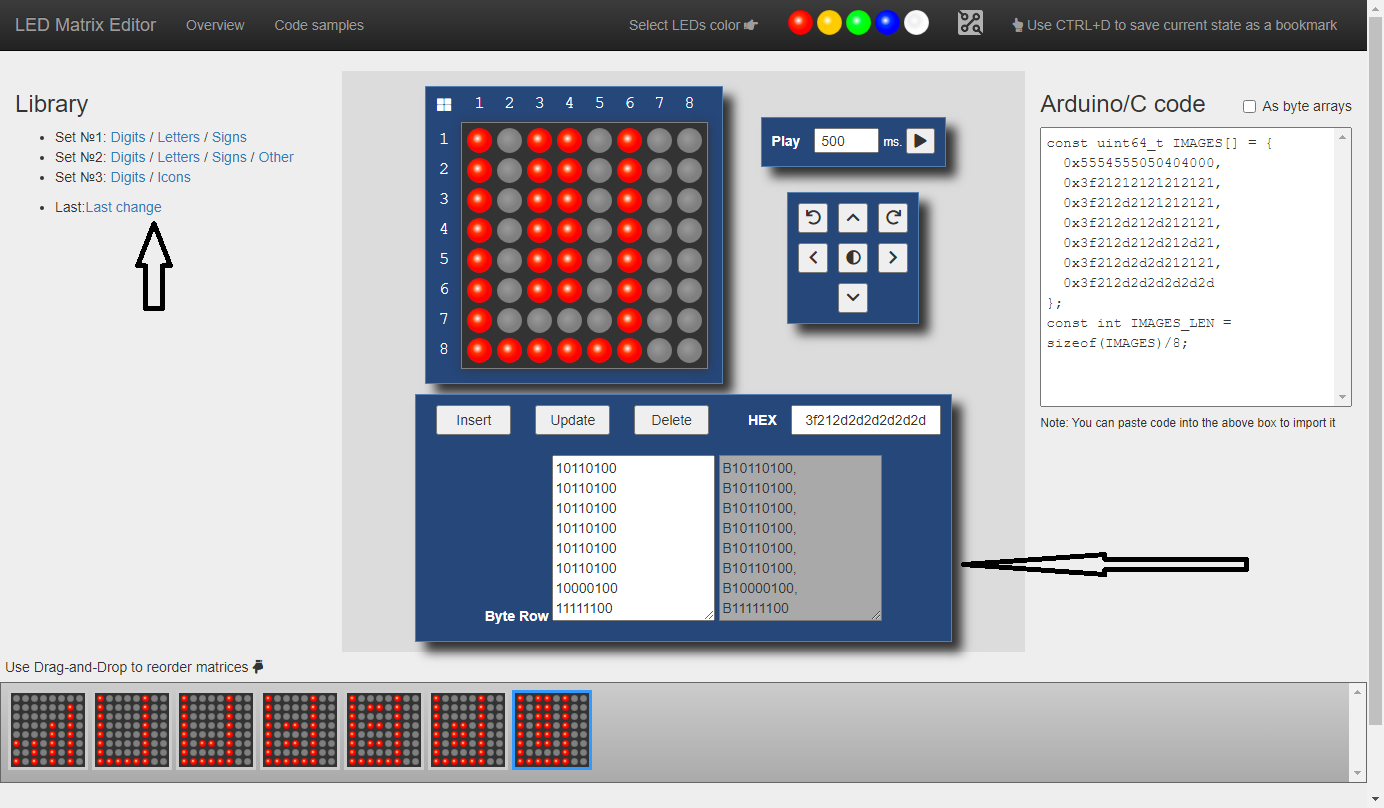 LED Matrix Editor Overview Code samples Select LEDs color Use CTRL+D to save current state as a bookmark
Library
Set №1: Digits / Letters / Signs
Set №2: Digits / Letters / Signs / Other
Set №3: Digits / Icons
Last:Last change
1 2 3 4 5 6 7 8
1
2
3
4
5
6
7
8
Play 500 ms.
Insert Update Delete HEX 3f212d2d2d2d2d2d
10110100
10110100
10110100
10110100
10110100
10110100
10000100
11111100
Byte Row
B10110100,
B10110100,
B10110100,
B10110100,
B10110100,
B10110100,
B10000100,
B11111100
Arduino/C code As byte arrays
const uint64_t IMAGES[] = {
0x5554555050404000,
0x3f21212121212121,
0x3f212d2121212121,
0x3f212d212d212121,
0x3f212d212d212d21,
0x3f212d2d2d212121,
0x3f212d2d2d2d2d2d
};
const int IMAGES_LEN =
sizeof(IMAGES)/8;
Note: You can paste code into the above box to import it
Use Drag-and-Drop to reorder matrices